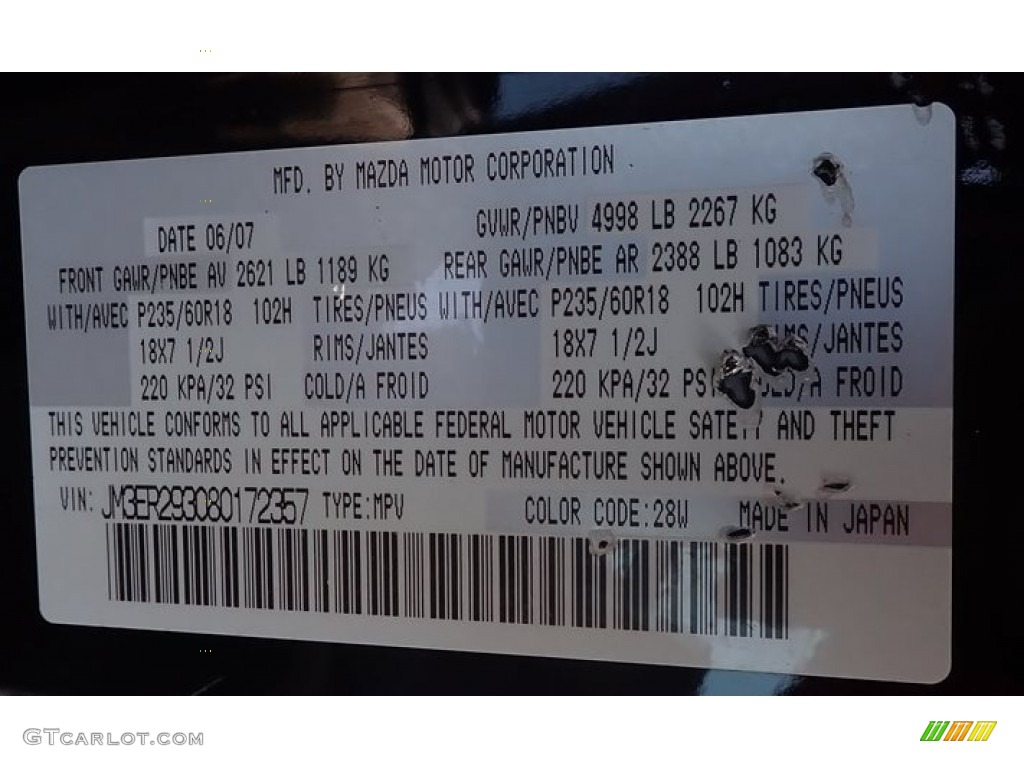 MFD. BY MAZDA MOTOR CORPORATION
DATE 06/07 GVWR/PNBV 4998 LB 2267 KG
FRONT GAWR/PNBE AV 2621 LB 1189 KG REAR GAWR/PNBE AR 2388 LB 1083 KG
WITH/AVEC P235/60R18 102H TIRES/PNEUS WITH/AVEC P235/60R18 102H TIRES/PNEUS
18X7 1/2J RIMS/JANTES 18X7 1/2J RIMS/JANTES
220 KPA/32 PSI COLD/A FROID 220 KPA/32 PSI COLD/A FROID
THIS VEHICLE CONFORMS TO ALL APPLICABLE FEDERAL MOTOR VEHICLE SAFETY AND THEFT
PREVENTION STANDARDS IN EFFECT ON THE DATE OF MANUFACTURE SHOWN ABOVE.
VIN: JM3ER293080172357 TYPE:MPV COLOR CODE:28W MADE IN JAPAN
GTCARLOT.COM